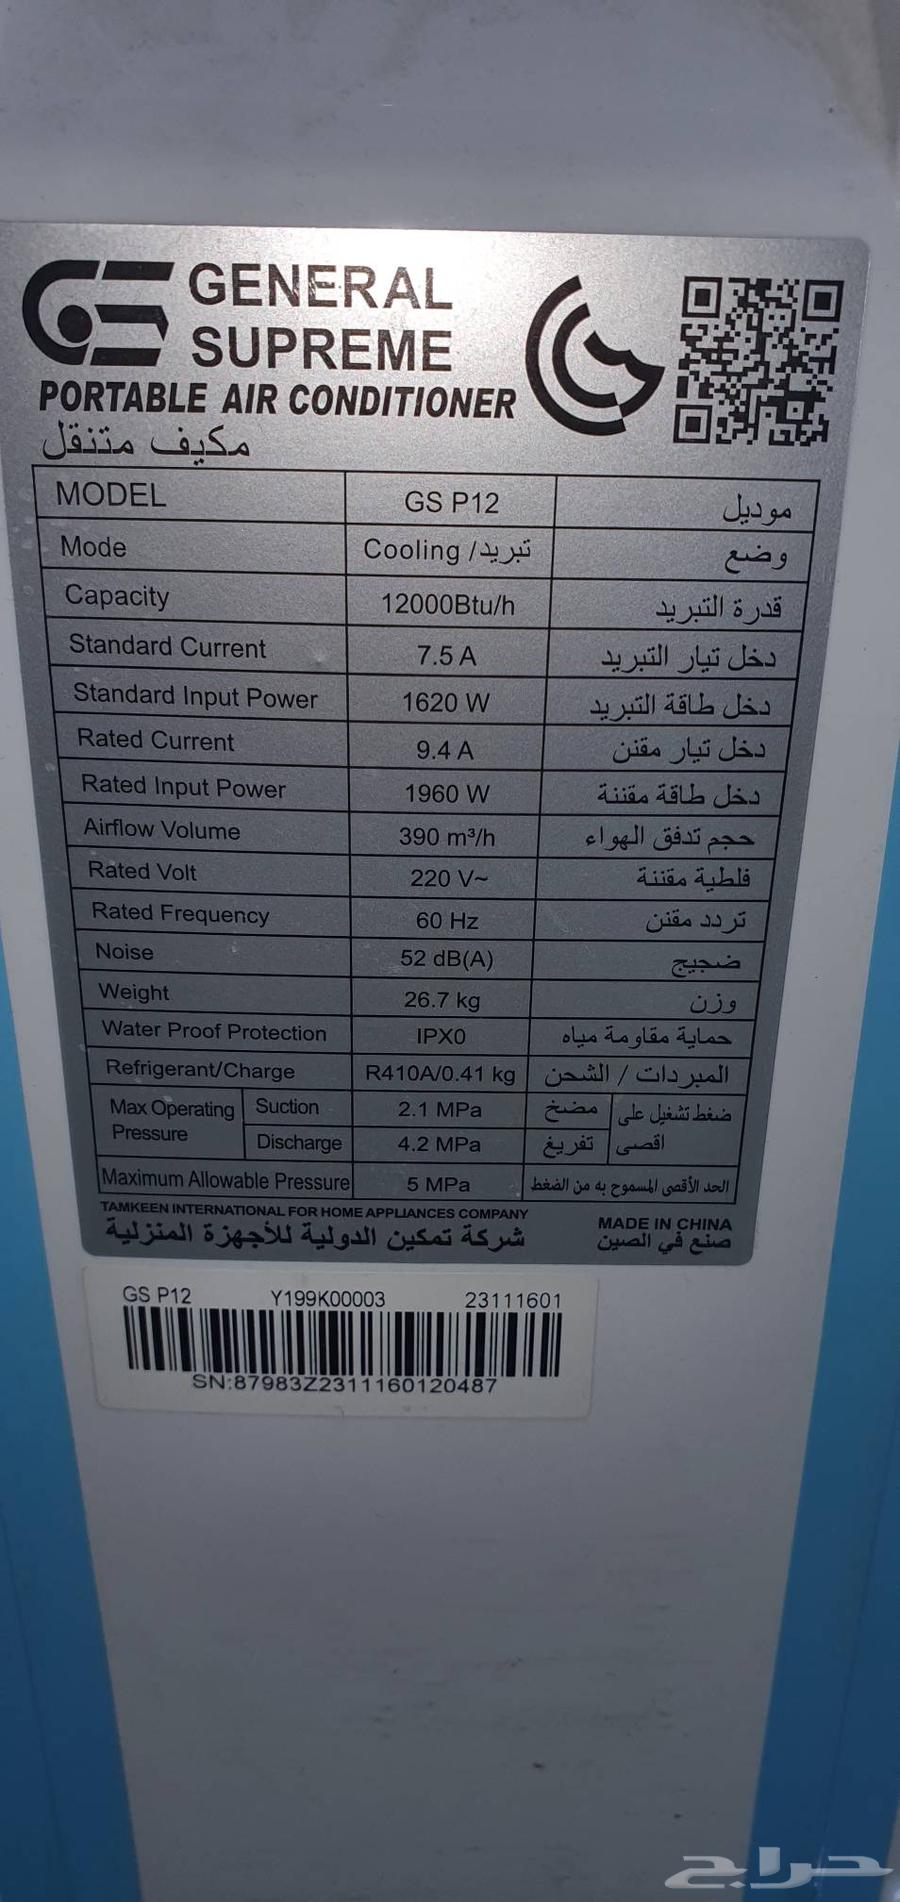 GENERAL
SUPREME
PORTABLE AIR CONDITIONER
مكيف متنقل
MODEL GS P12 موديل
Mode Cooling /تبريد وضع
Capacity 12000Btu/h قدرة التبريد
Standard Current 7.5 A دخل تيار التبريد
Standard Input Power 1620 W دخل طاقة التبريد
Rated Current 9.4 A دخل تيار مقنن
Rated Input Power 1960 W دخل طاقة مقننة
Airflow Volume 390 m³/h حجم تدفق الهواء
Rated Volt 220 V~ فلطية مقننة
Rated Frequency 60 Hz تردد مقنن
Noise 52 dB(A) ضجيج
Weight 26.7 kg وزن
Water Proof Protection IPX0 حماية مقاومة مياه
Refrigerant/Charge R410A/0.41 kg المبردات / الشحن
Max Operating Pressure Suction 2.1 MPa مضخ ضغط تشغيل على اقصى
Discharge 4.2 MPa تفريغ
Maximum Allowable Pressure 5 MPa الحد الأقصى المسموح به من الضغط
TAMKEEN INTERNATIONAL FOR HOME APPLIANCES COMPANY
شركة تمكين الدولية للأجهزة المنزلية
MADE IN CHINA
صنع في الصين
GS P12 Y199K00003 23111601
SN:87983Z2311160120487
حراج